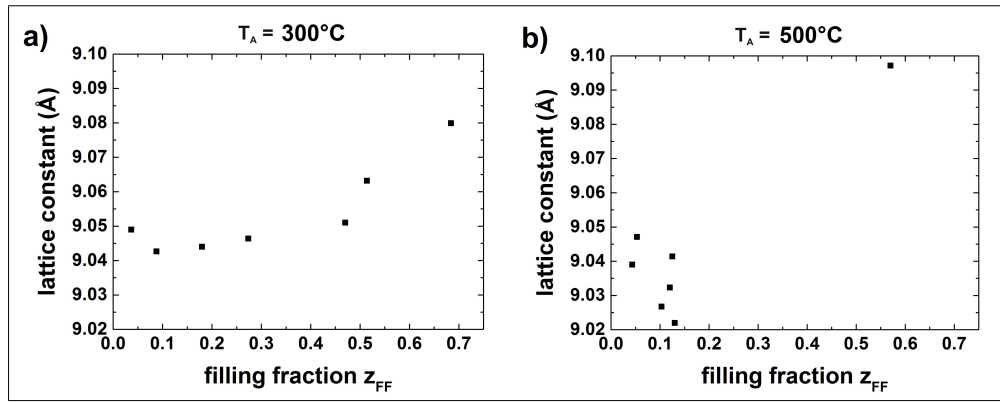 a)
T_A = 300°C
lattice constant (Å)
9.10
9.09
9.08
9.07
9.06
9.05
9.04
9.03
9.02
0.0 0.1 0.2 0.3 0.4 0.5 0.6 0.7
filling fraction z_FF
b)
T_A = 500°C
lattice constant (Å)
9.10
9.09
9.08
9.07
9.06
9.05
9.04
9.03
9.02
0.0 0.1 0.2 0.3 0.4 0.5 0.6 0.7
filling fraction z_FF